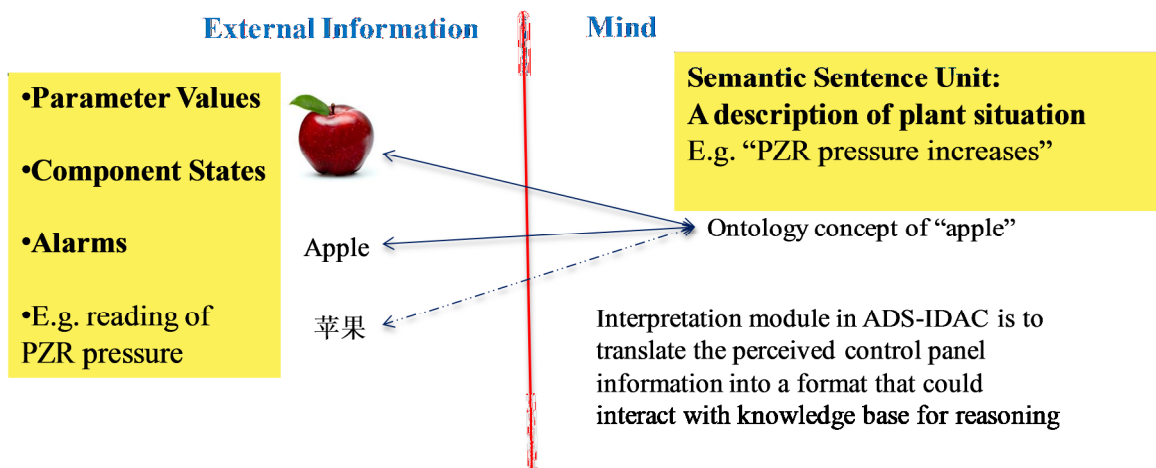 External Information
Mind
•Parameter Values
•Component States
•Alarms
•E.g. reading of
PZR pressure
Apple
苹果
Semantic Sentence Unit:
A description of plant situation
E.g. “PZR pressure increases”
Ontology concept of “apple”
Interpretation module in ADS-IDAC is to
translate the perceived control panel
information into a format that could
interact with knowledge base for reasoning